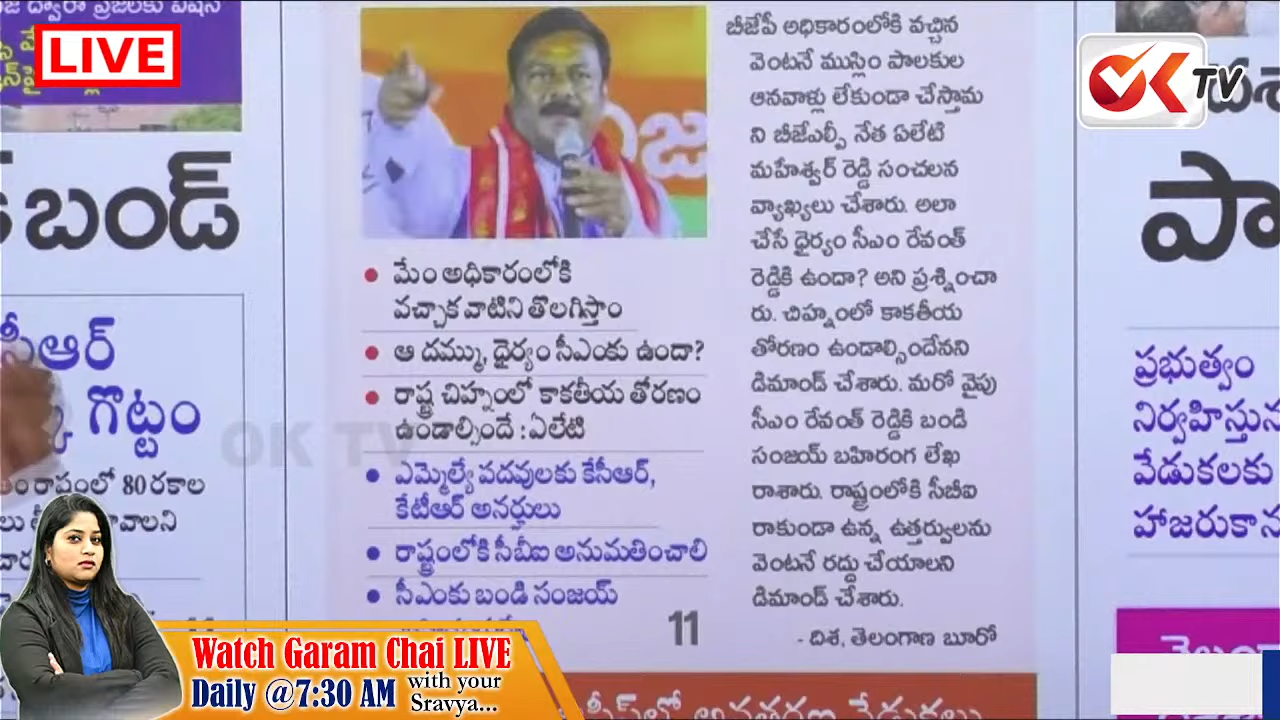 LIVE
OK TV
బండ్
సీఆర్
గొట్టం
80 రకాల
మేం అధికారంలోకి
వచ్చాక వాటిని తొలగిస్తాం
ఆ దమ్ము, ధైర్యం సీఎంకు ఉందా?
రాష్ట్ర చిహ్నంలో కాకతీయ తోరణం
ఉండాల్సిందే : ఏలేటి
ఎమ్మెల్యే పదవులకు కేసీఆర్,
కేటీఆర్ అనర్హులు
రాష్ట్రంలోకి సీబీఐ అనుమతించాలి
సీఎంకు బండి సంజయ్
11
బీజేపీ అధికారంలోకి వచ్చిన
వెంటనే ముస్లిం పాలకుల
ఆనవాళ్లు లేకుండా చేస్తామ
ని బీజేఎల్పీ నేత ఏలేటి
మహేశ్వర్ రెడ్డి సంచలన
వ్యాఖ్యలు చేశారు. అలా
చేసే ధైర్యం సీఎం రేవంత్
రెడ్డికి ఉందా? అని ప్రశ్నించా
రు. చిహ్నంలో కాకతీయ
తోరణం ఉండాల్సిందేనని
డిమాండ్ చేశారు. మరో వైపు
సీఎం రేవంత్ రెడ్డికి బండి
సంజయ్ బహిరంగ లేఖ
రాశారు. రాష్ట్రంలోకి సీబీఐ
రాకుండా ఉన్న ఉత్తర్వులను
వెంటనే రద్దు చేయాలని
డిమాండ్ చేశారు.
- దిశ, తెలంగాణ బ్యూరో
పా
ప్రభుత్వం
నిర్వహిస్తున
వేడుకలకు
హాజరుకాన
OK TV
Watch Garam Chai LIVE
Daily @7:30 AM with your
Sravya...